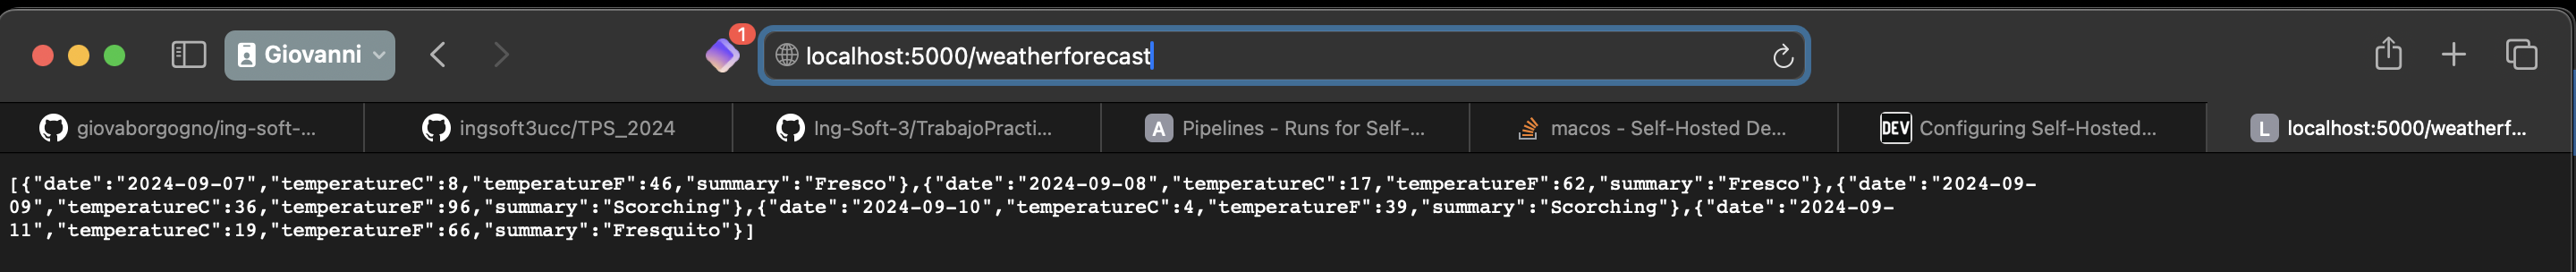 Giovanni
1
localhost:5000/weatherforecast
giovaborgogno/ing-soft-...
ingsoft3ucc/TPS_2024
Ing-Soft-3/TrabajoPracti...
A Pipelines - Runs for Self-...
macos - Self-Hosted De...
DEV Configuring Self-Hosted...
L localhost:5000/weatherf...
[{"date":"2024-09-07","temperatureC":8,"temperatureF":46,"summary":"Fresco"},{"date":"2024-09-08","temperatureC":17,"temperatureF":62,"summary":"Fresco"},{"date":"2024-09-
09","temperatureC":36,"temperatureF":96,"summary":"Scorching"},{"date":"2024-09-10","temperatureC":4,"temperatureF":39,"summary":"Scorching"},{"date":"2024-09-
11","temperatureC":19,"temperatureF":66,"summary":"Fresquito"}]